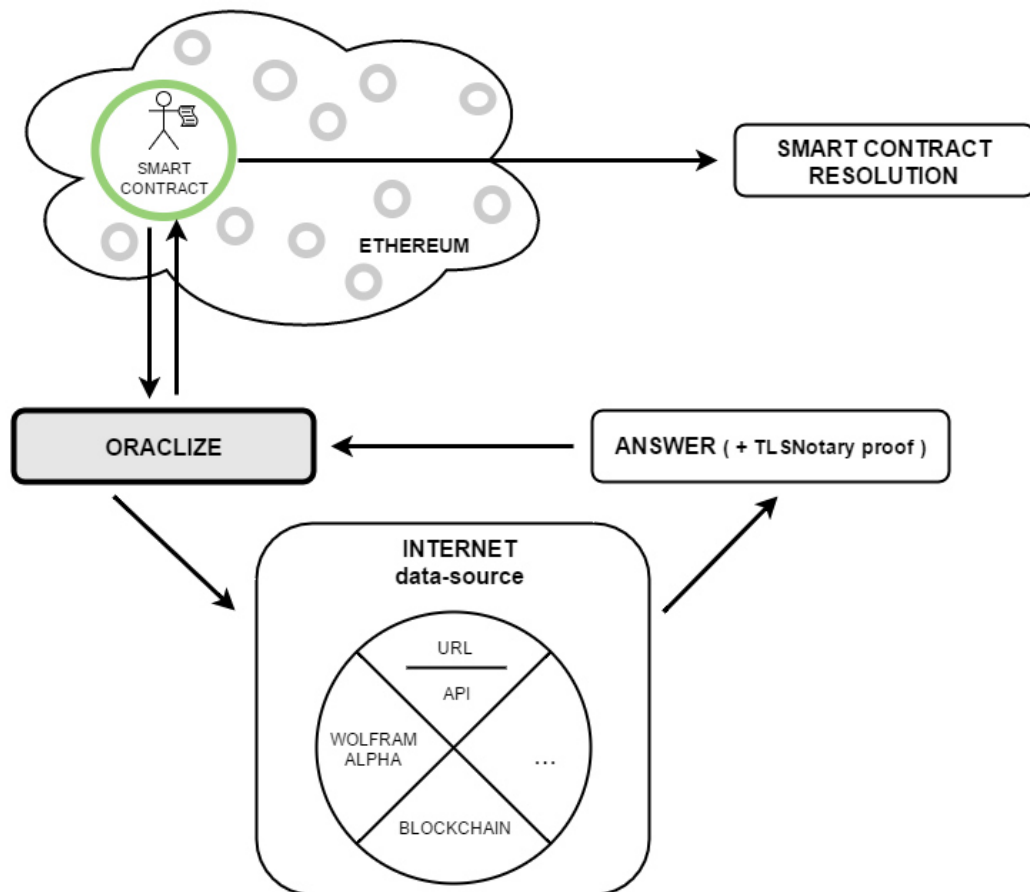 SMART
CONTRACT
SMART CONTRACT
RESOLUTION
ETHEREUM
ORACLIZE
ANSWER ( + TLSNotary proof )
INTERNET
data-source
URL
API
WOLFRAM
ALPHA
...
BLOCKCHAIN